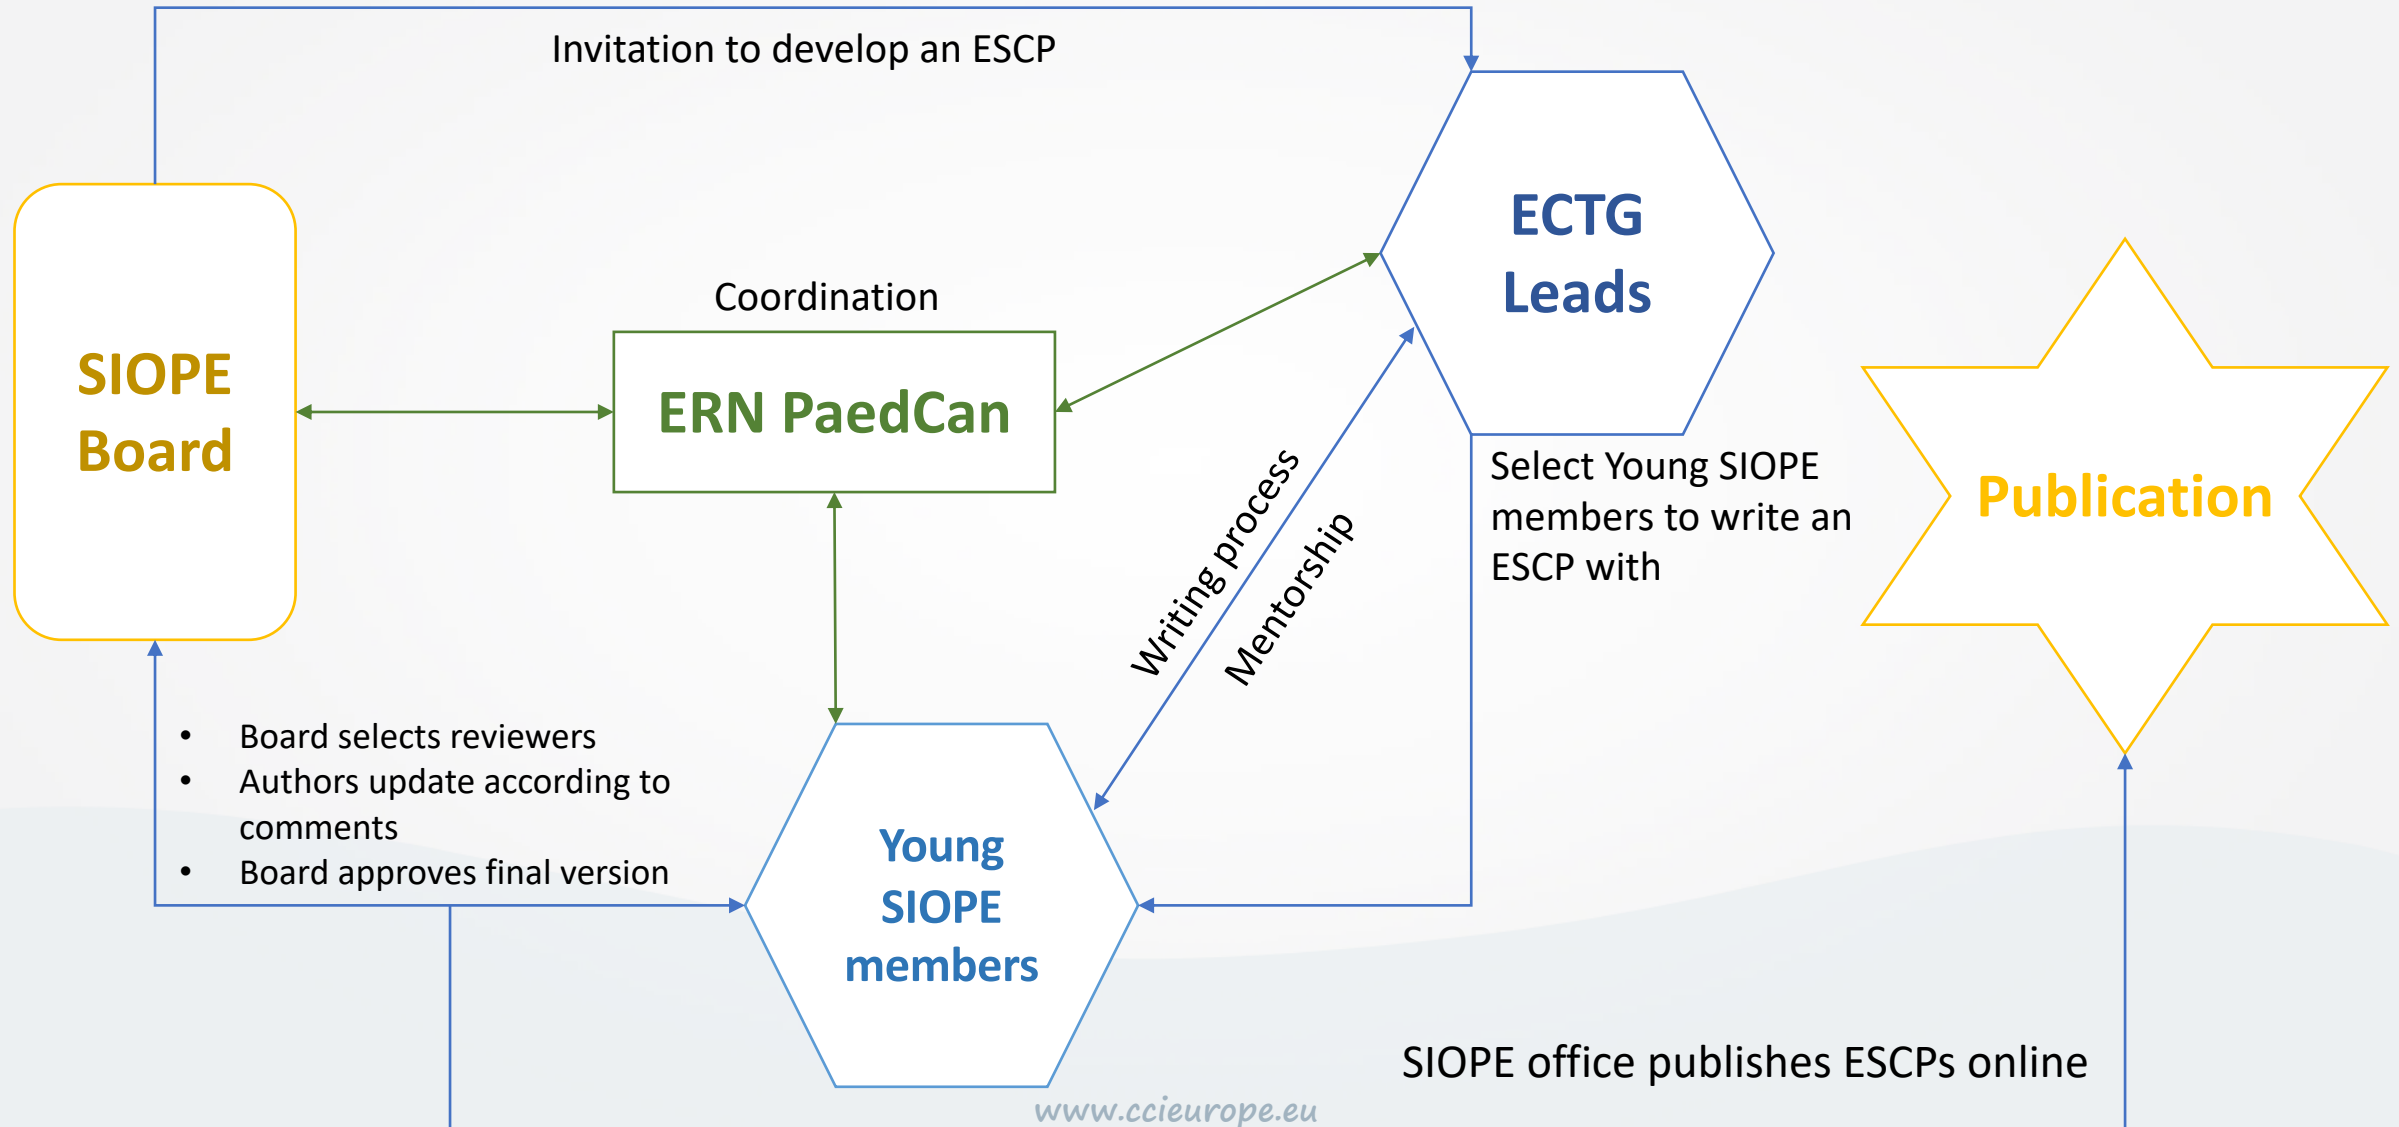 Invitation to develop an ESCP
SIOPE
Board
Coordination
ERN PaedCan
ECTG
Leads
Writing process
Mentorship
Select Young SIOPE
members to write an
ESCP with
Publication
• Board selects reviewers
• Authors update according to
comments
• Board approves final version
Young
SIOPE
members
SIOPE office publishes ESCPs online
www.ccieurope.eu